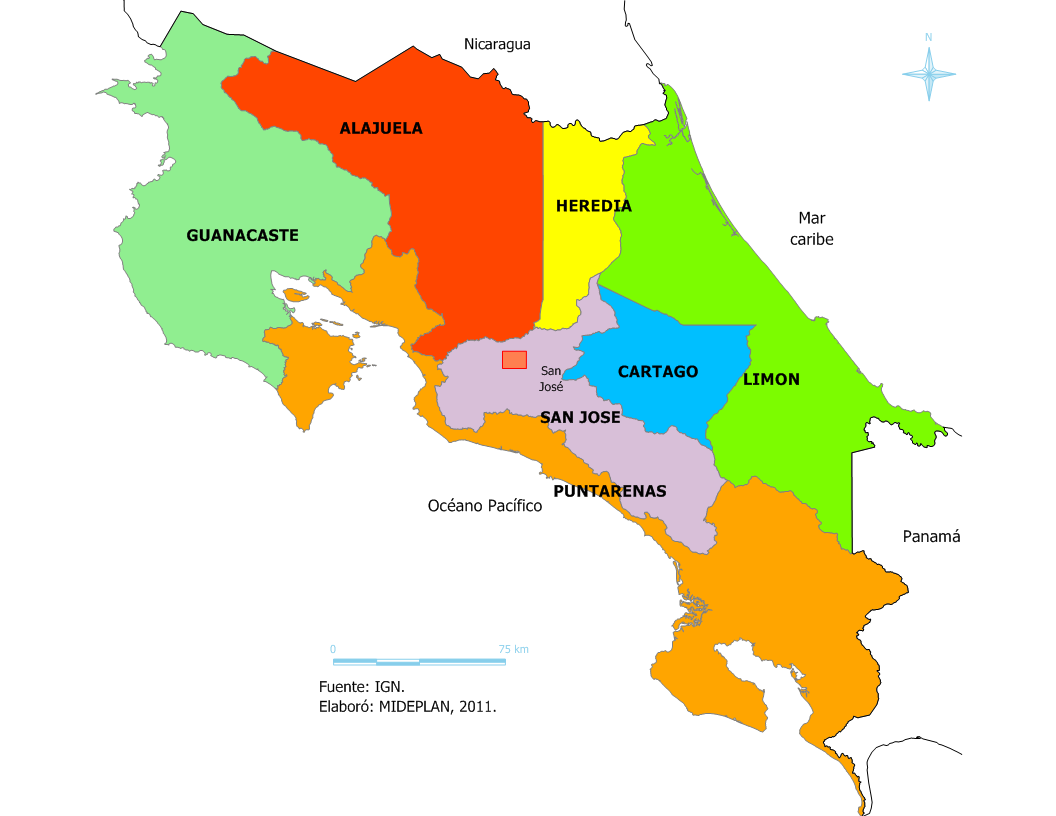 N
Nicaragua
ALAJUELA
HEREDIA
Mar
caribe
GUANACASTE
San
José
CARTAGO
LIMON
SAN JOSE
PUNTARENAS
Océano Pacífico
Panamá
0 75 km
Fuente: IGN.
Elaboró: MIDEPLAN, 2011.